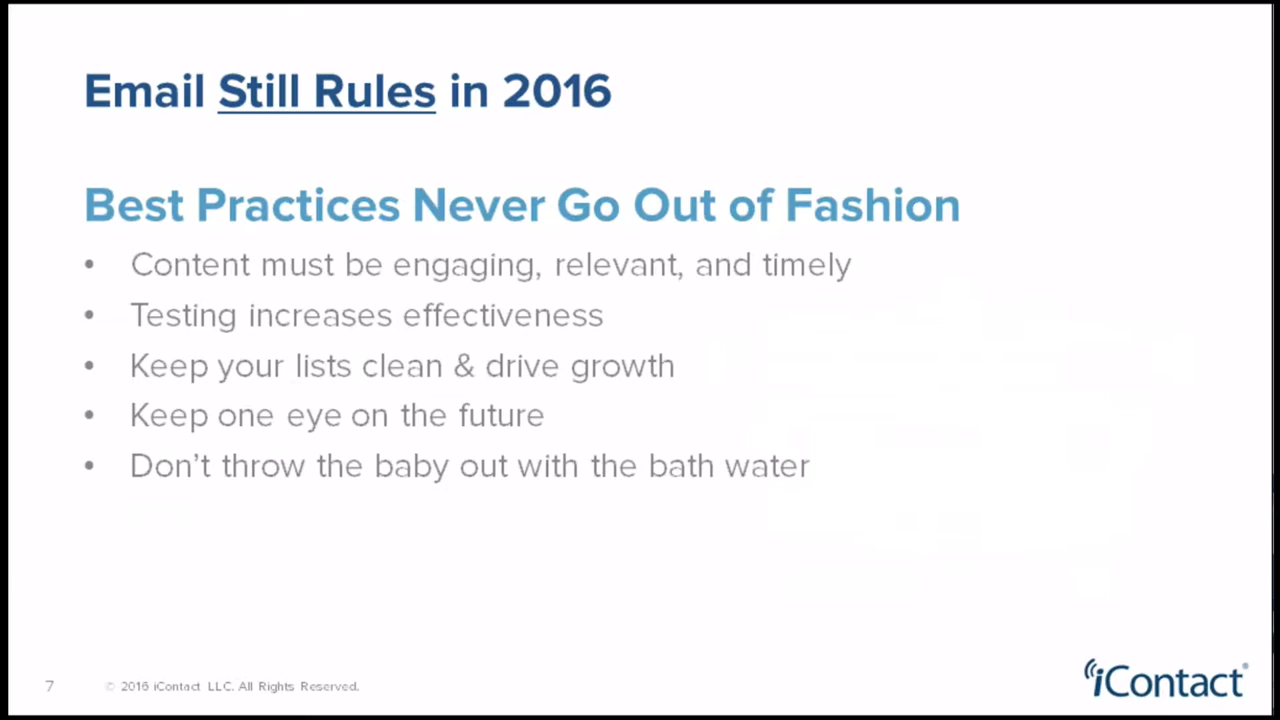 Email Still Rules in 2016
Best Practices Never Go Out of Fashion
• Content must be engaging, relevant, and timely
• Testing increases effectiveness
• Keep your lists clean & drive growth
• Keep one eye on the future
• Don’t throw the baby out with the bath water
7 © 2016 iContact LLC. All Rights Reserved.
iContact®